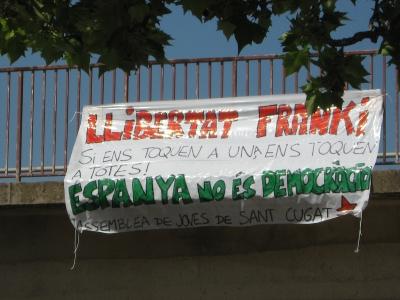 LLIBERTAT FRANKI
SI ENS TOQUEN A UNA, ENS TOQUEN
A TOTES!
ESPANYA NO ÉS DEMOCRÀCIA
ASSEMBLEA DE JOVES DE SANT CUGAT